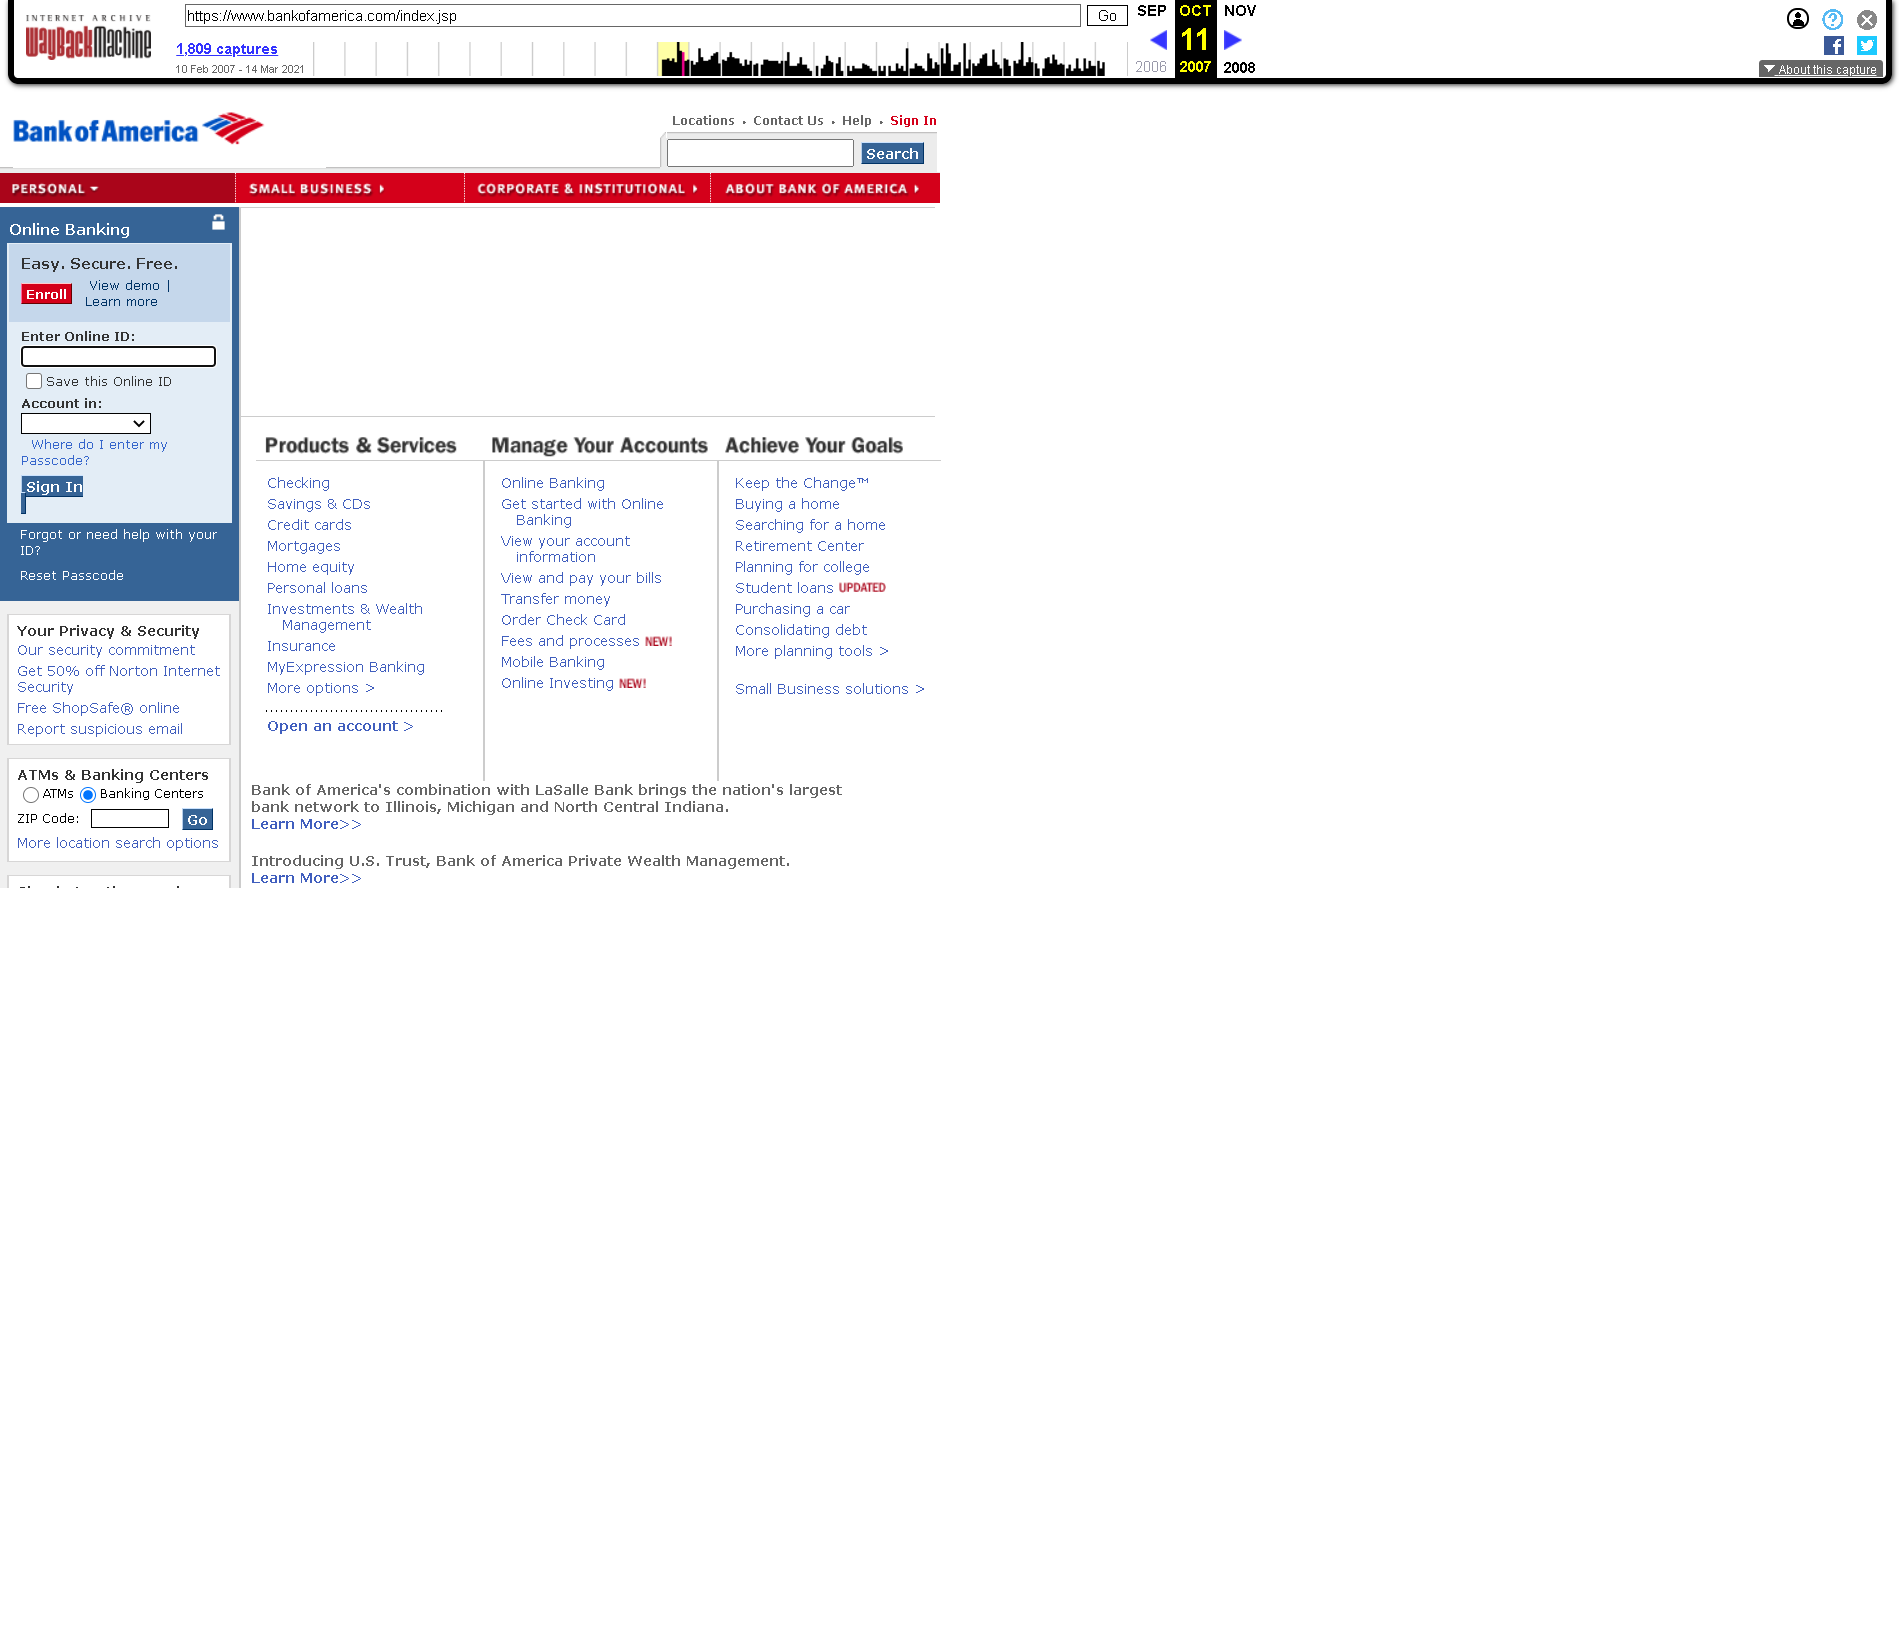 INTERNET ARCHIVE
WayBackMachine
https://www.bankofamerica.com/index.jsp
Go
SEP OCT NOV
1,809 captures
11
10 Feb 2007 - 14 Mar 2021
2006 2007 2008
About this capture
Bank of America
Locations • Contact Us • Help • Sign In
Search
PERSONAL
SMALL BUSINESS
CORPORATE & INSTITUTIONAL
ABOUT BANK OF AMERICA
Online Banking
Easy. Secure. Free.
Enroll
View demo |
Learn more
Enter Online ID:
Save this Online ID
Account in:
Where do I enter my
Passcode?
Sign In
Forgot or need help with your
ID?
Reset Passcode
Your Privacy & Security
Our security commitment
Get 50% off Norton Internet
Security
Free ShopSafe® online
Report suspicious email
ATMs & Banking Centers
ATMs Banking Centers
ZIP Code:
Go
More location search options
Products & Services
Checking
Savings & CDs
Credit cards
Mortgages
Home equity
Personal loans
Investments & Wealth
Management
Insurance
MyExpression Banking
More options >
Open an account >
Manage Your Accounts
Online Banking
Get started with Online
Banking
View your account
information
View and pay your bills
Transfer money
Order Check Card
Fees and processes NEW!
Mobile Banking
Online Investing NEW!
Achieve Your Goals
Keep the Change™
Buying a home
Searching for a home
Retirement Center
Planning for college
Student loans UPDATED
Purchasing a car
Consolidating debt
More planning tools >
Small Business solutions >
Bank of America's combination with LaSalle Bank brings the nation's largest
bank network to Illinois, Michigan and North Central Indiana.
Learn More>>
Introducing U.S. Trust, Bank of America Private Wealth Management.
Learn More>>